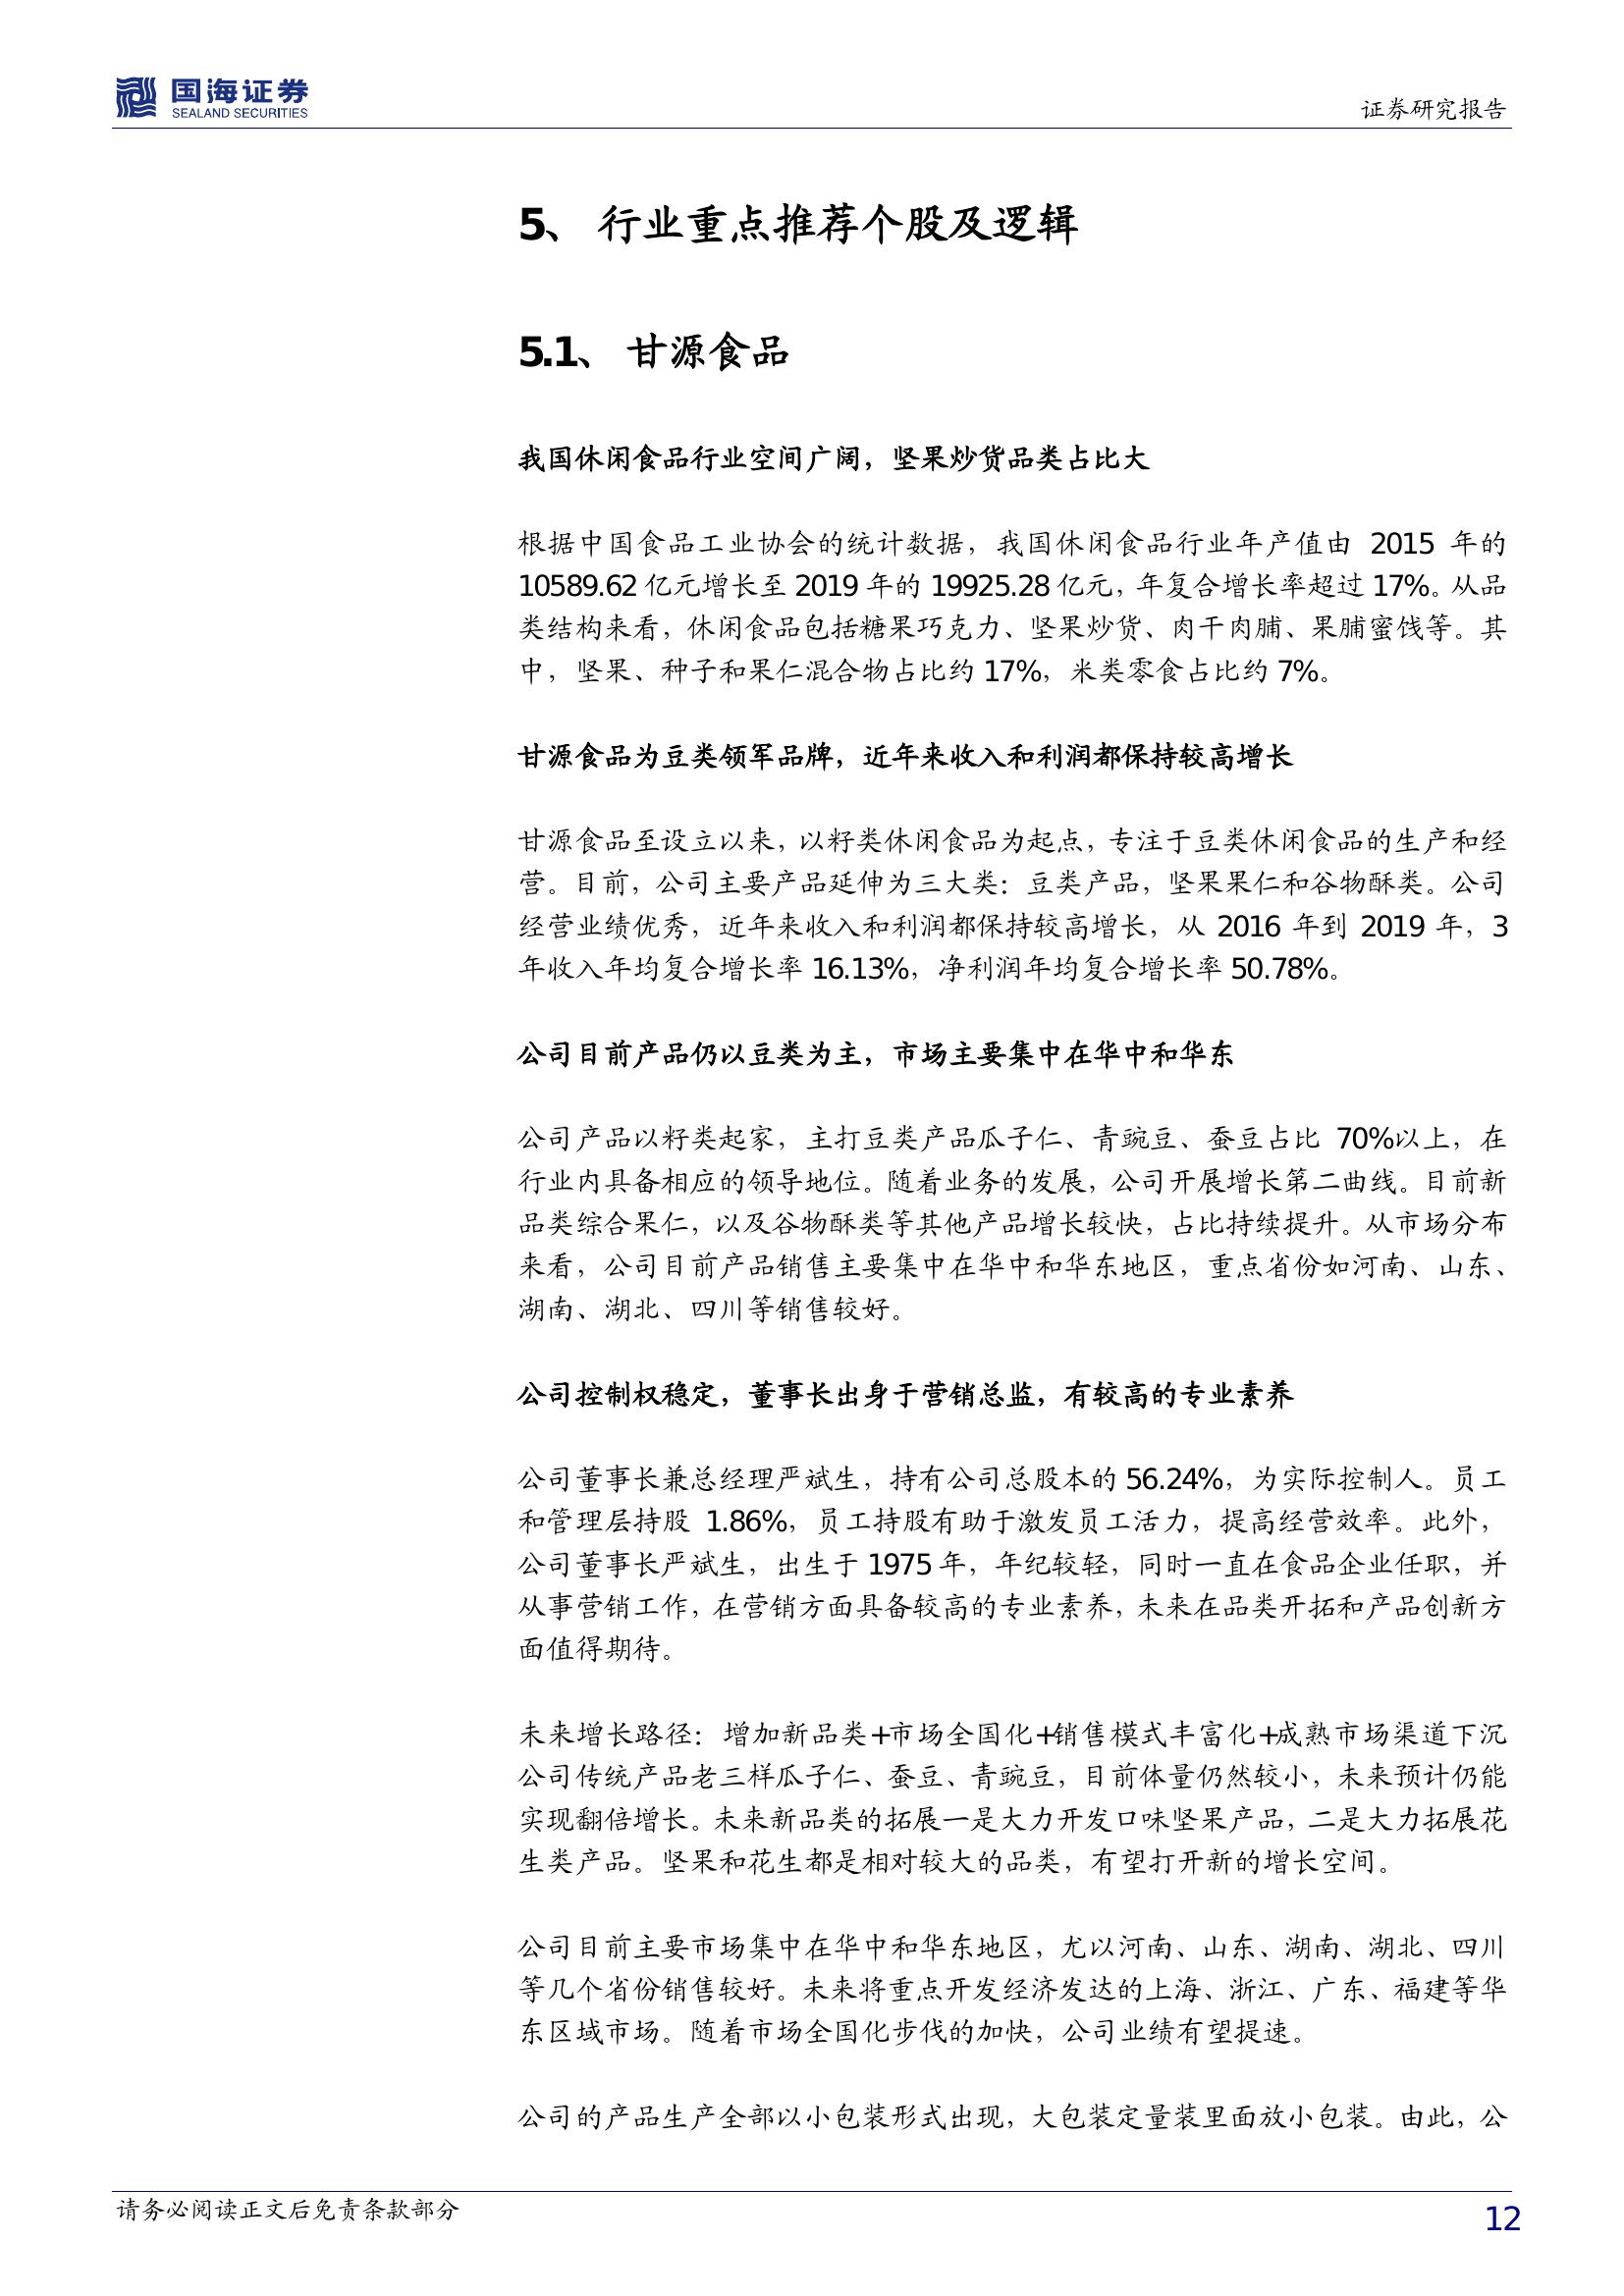 国海证券
SEALAND SECURITIES
证券研究报告
5、 行业重点推荐个股及逻辑
5.1、 甘源食品
我国休闲食品行业空间广阔，坚果炒货品类占比大
根据中国食品工业协会的统计数据，我国休闲食品行业年产值由 2015 年的
10589.62 亿元增长至 2019 年的 19925.28 亿元，年复合增长率超过 17%。从品
类结构来看，休闲食品包括糖果巧克力、坚果炒货、肉干肉脯、果脯蜜饯等。其
中，坚果、种子和果仁混合物占比约 17%，米类零食占比约 7%。
甘源食品为豆类领军品牌，近年来收入和利润都保持较高增长
甘源食品至设立以来，以籽类休闲食品为起点，专注于豆类休闲食品的生产和经
营。目前，公司主要产品延伸为三大类：豆类产品，坚果果仁和谷物酥类。公司
经营业绩优秀，近年来收入和利润都保持较高增长，从 2016 年到 2019 年，3
年收入年均复合增长率 16.13%，净利润年均复合增长率 50.78%。
公司目前产品仍以豆类为主，市场主要集中在华中和华东
公司产品以籽类起家，主打豆类产品瓜子仁、青豌豆、蚕豆占比 70%以上，在
行业内具备相应的领导地位。随着业务的发展，公司开展增长第二曲线。目前新
品类综合果仁，以及谷物酥类等其他产品增长较快，占比持续提升。从市场分布
来看，公司目前产品销售主要集中在华中和华东地区，重点省份如河南、山东、
湖南、湖北、四川等销售较好。
公司控制权稳定，董事长出身于营销总监，有较高的专业素养
公司董事长兼总经理严斌生，持有公司总股本的 56.24%，为实际控制人。员工
和管理层持股 1.86%，员工持股有助于激发员工活力，提高经营效率。此外，
公司董事长严斌生，出生于 1975 年，年纪较轻，同时一直在食品企业任职，并
从事营销工作，在营销方面具备较高的专业素养，未来在品类开拓和产品创新方
面值得期待。
未来增长路径：增加新品类+市场全国化+销售模式丰富化+成熟市场渠道下沉
公司传统产品老三样瓜子仁、蚕豆、青豌豆，目前体量仍然较小，未来预计仍能
实现翻倍增长。未来新品类的拓展一是大力开发口味坚果产品，二是大力拓展花
生类产品。坚果和花生都是相对较大的品类，有望打开新的增长空间。
公司目前主要市场集中在华中和华东地区，尤以河南、山东、湖南、湖北、四川
等几个省份销售较好。未来将重点开发经济发达的上海、浙江、广东、福建等华
东区域市场。随着市场全国化步伐的加快，公司业绩有望提速。
公司的产品生产全部以小包装形式出现，大包装定量装里面放小包装。由此，公
请务必阅读正文后免责条款部分
12